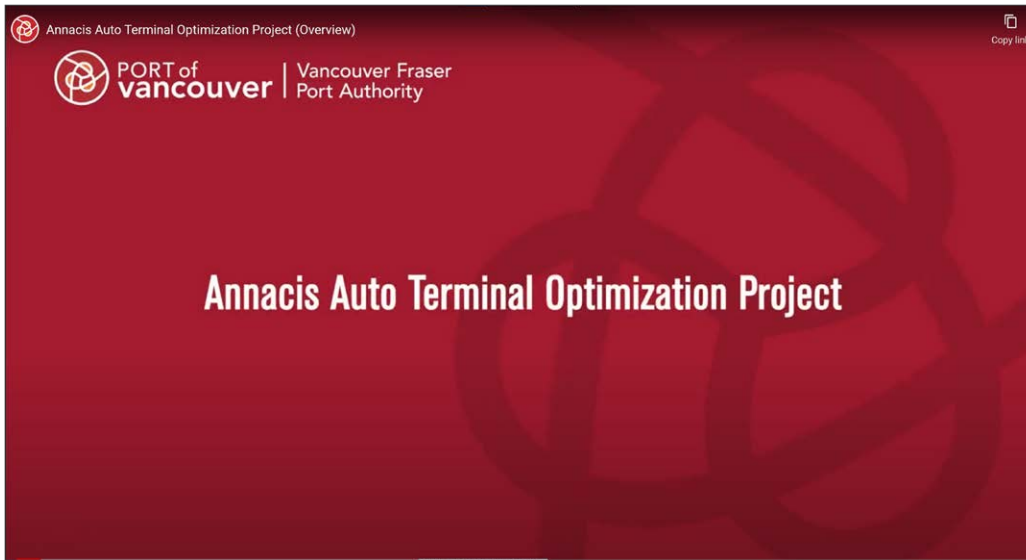 Annacis Auto Terminal Optimization Project (Overview)
Copy link
PORT of
vancouver
Vancouver Fraser
Port Authority
Annacis Auto Terminal Optimization Project